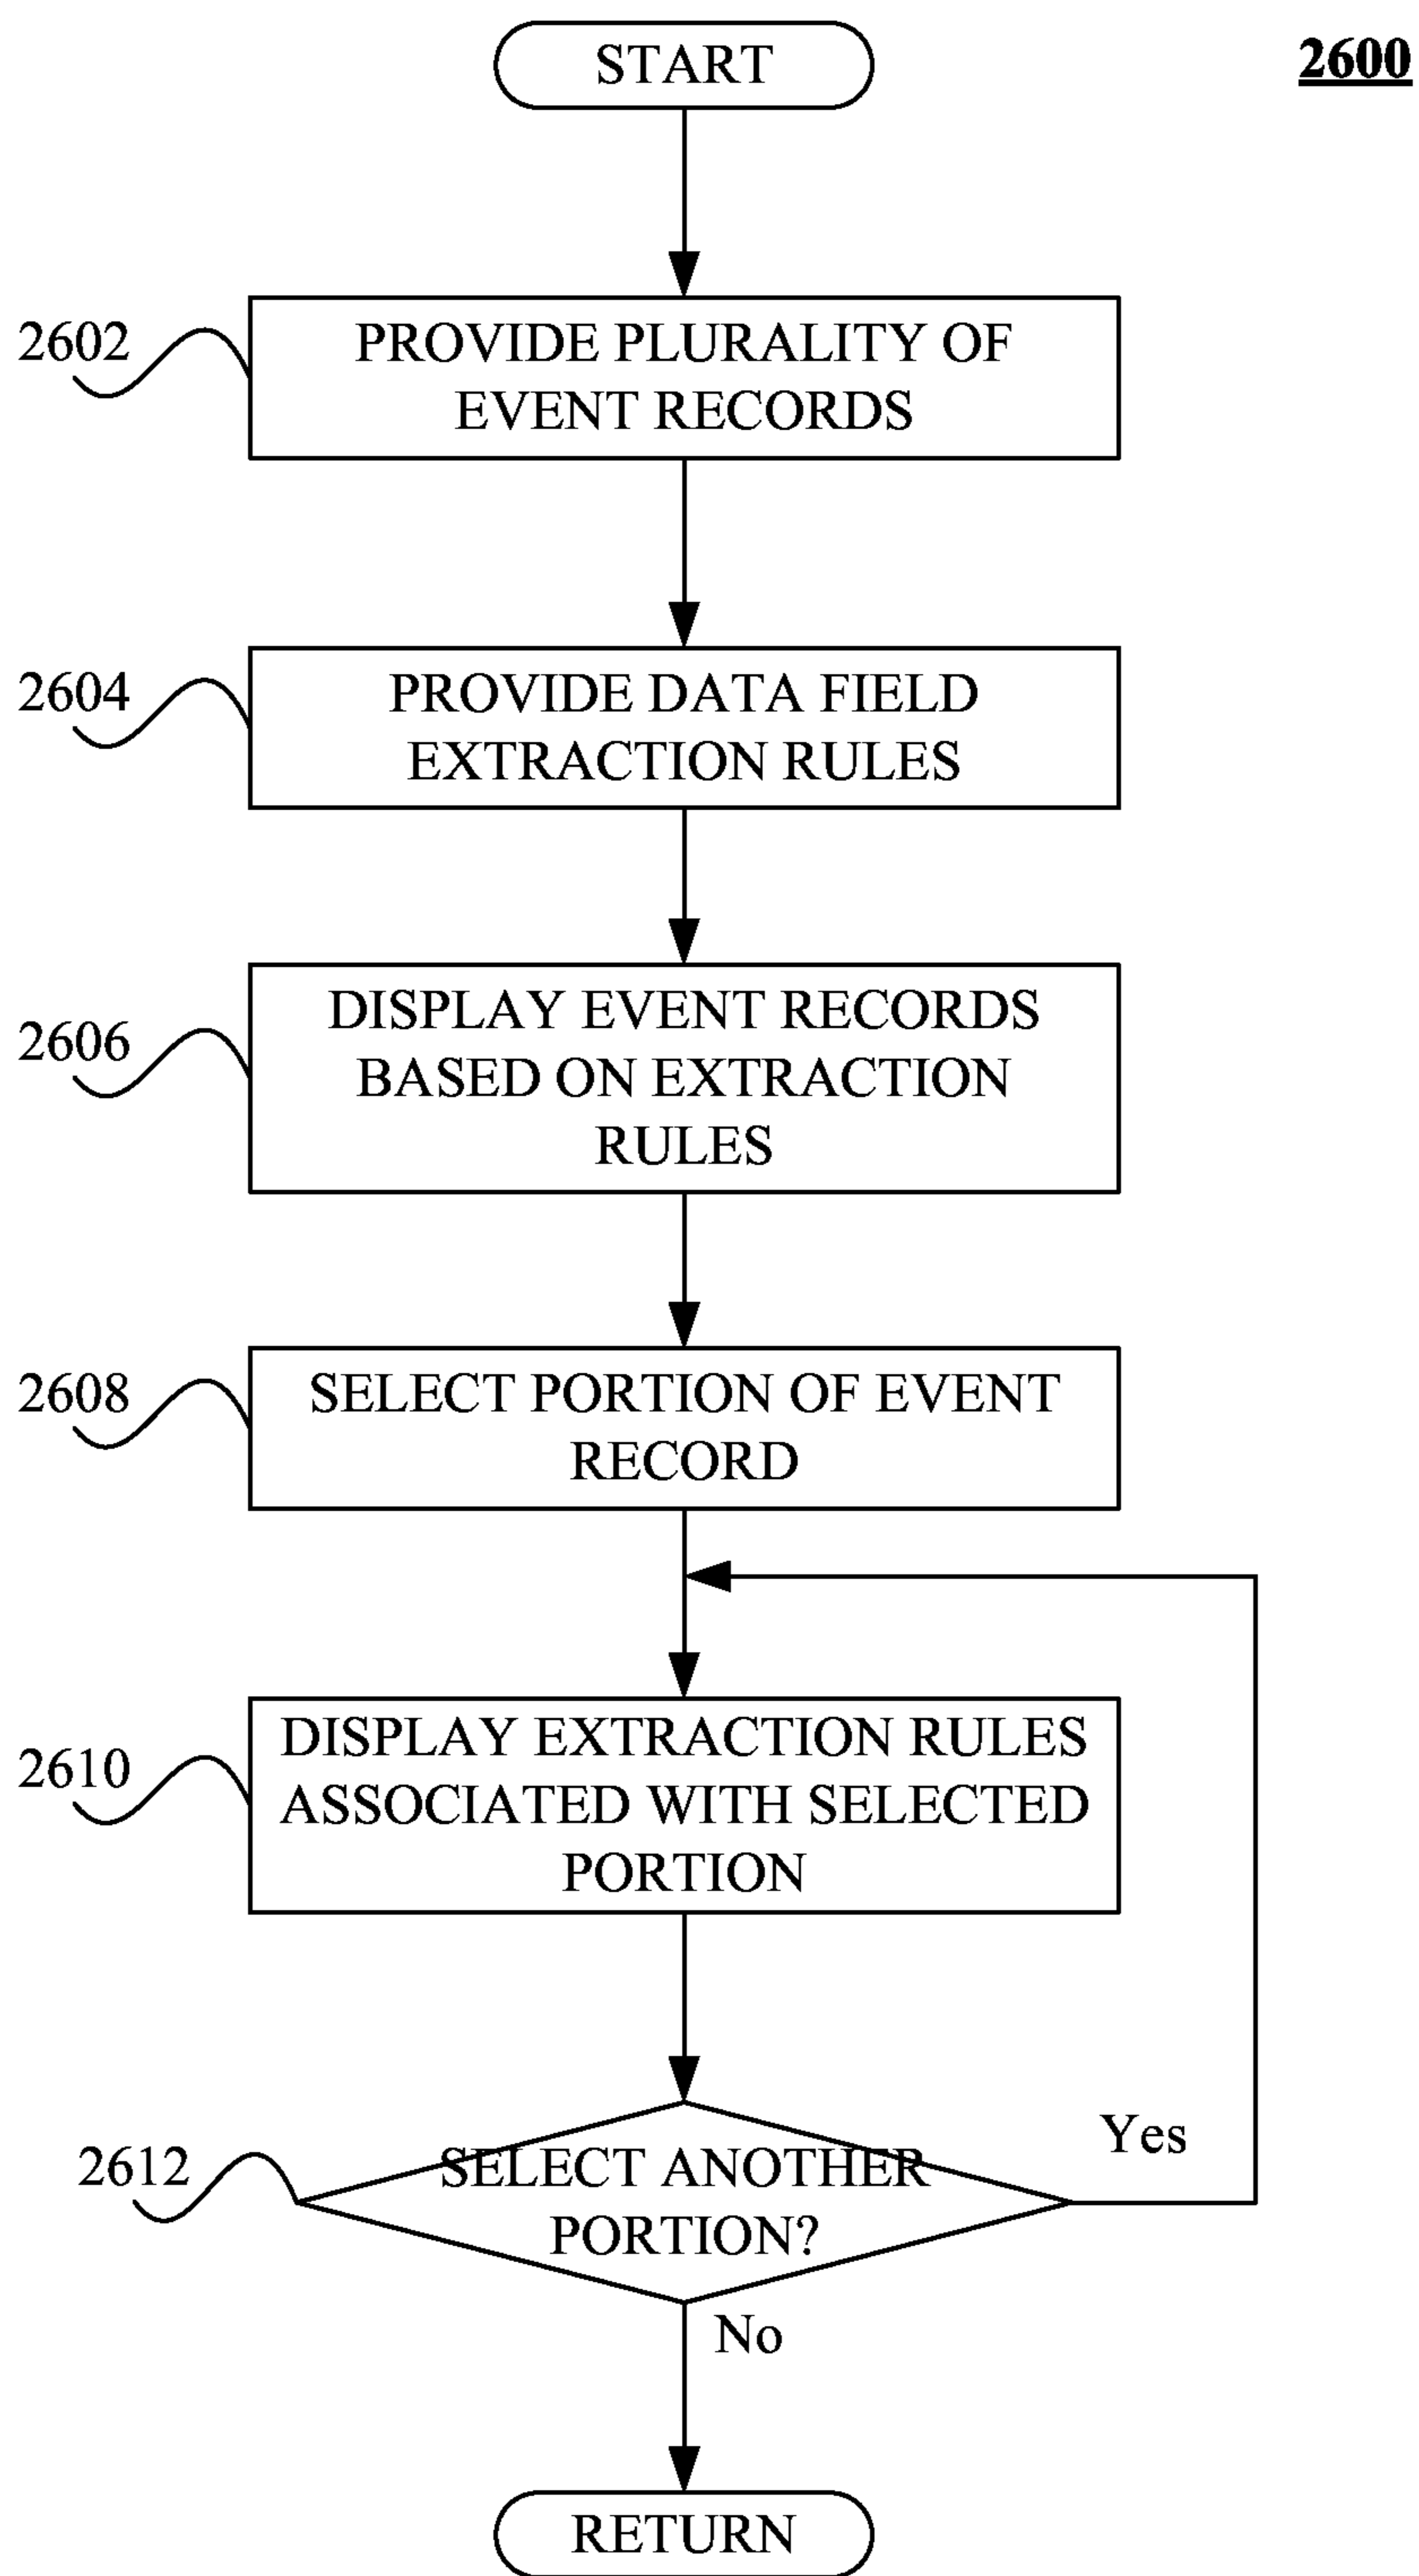 START
2600
2602
PROVIDE PLURALITY OF
EVENT RECORDS
2604
PROVIDE DATA FIELD
EXTRACTION RULES
2606
DISPLAY EVENT RECORDS
BASED ON EXTRACTION
RULES
2608
SELECT PORTION OF EVENT
RECORD
2610
DISPLAY EXTRACTION RULES
ASSOCIATED WITH SELECTED
PORTION
2612
SELECT ANOTHER
PORTION?
Yes
No
RETURN